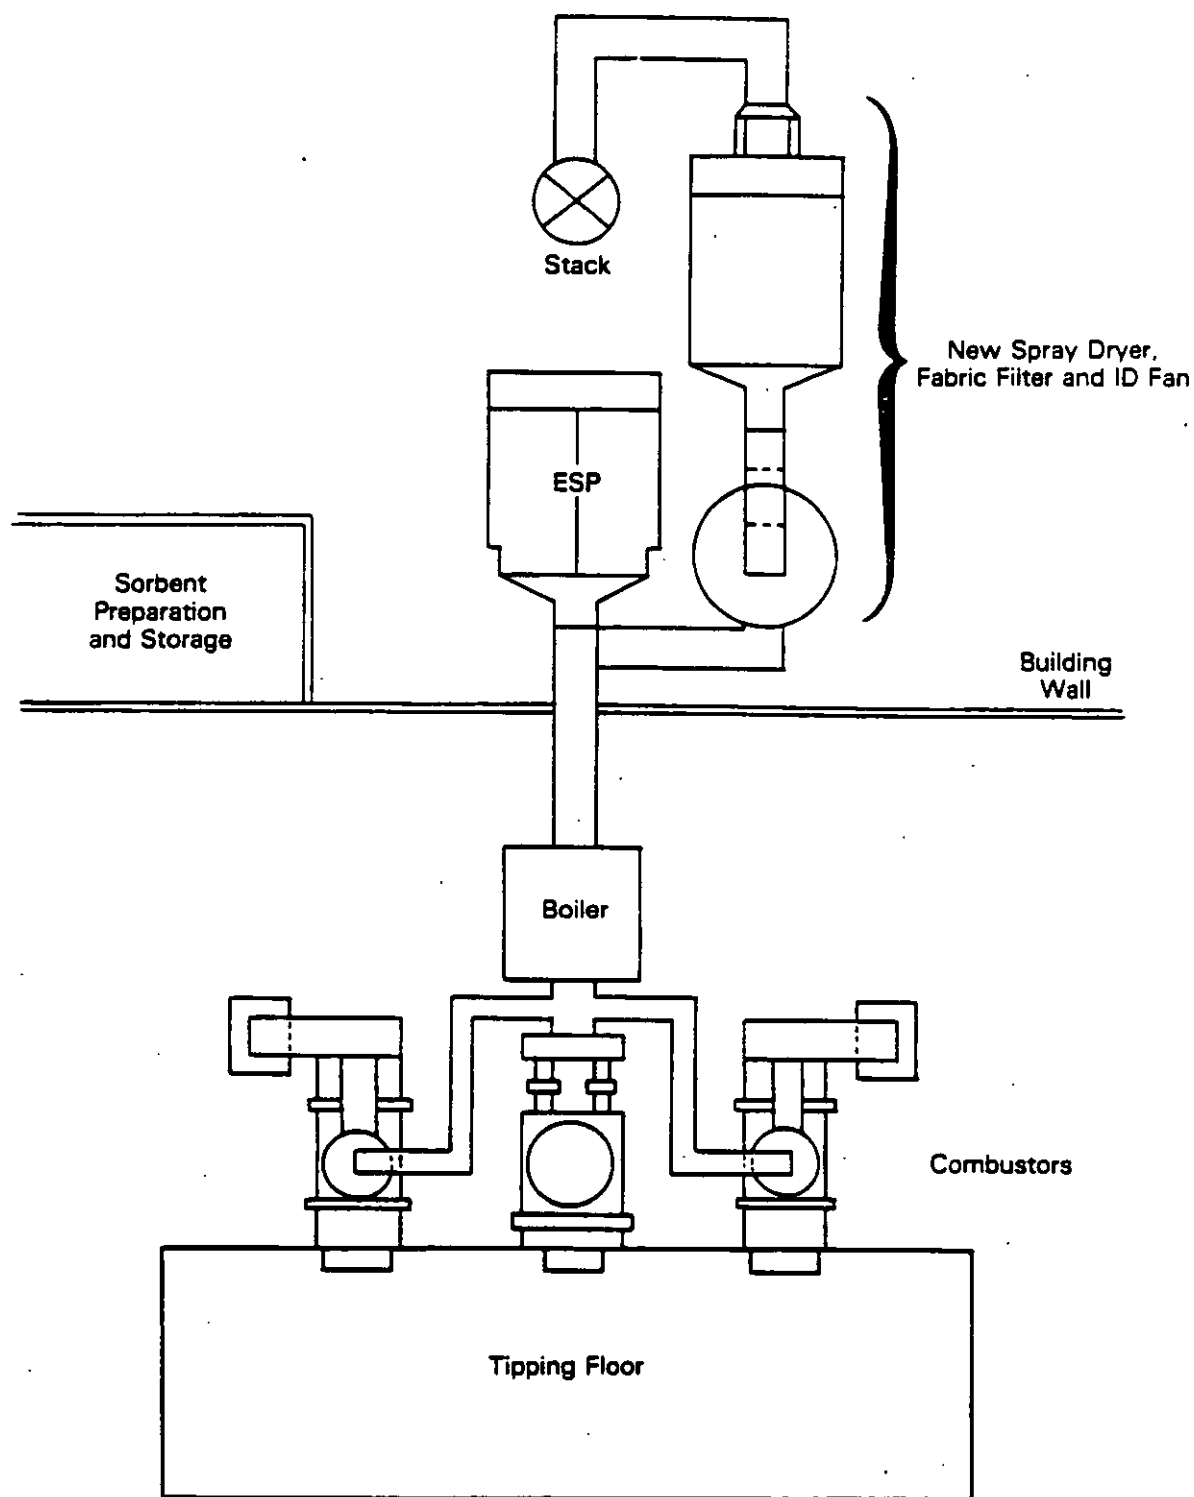 Stack
New Spray Dryer,
Fabric Filter and ID Fan
ESP
Sorbent
Preparation
and Storage
Building
Wall
Boiler
Combustors
Tipping Floor